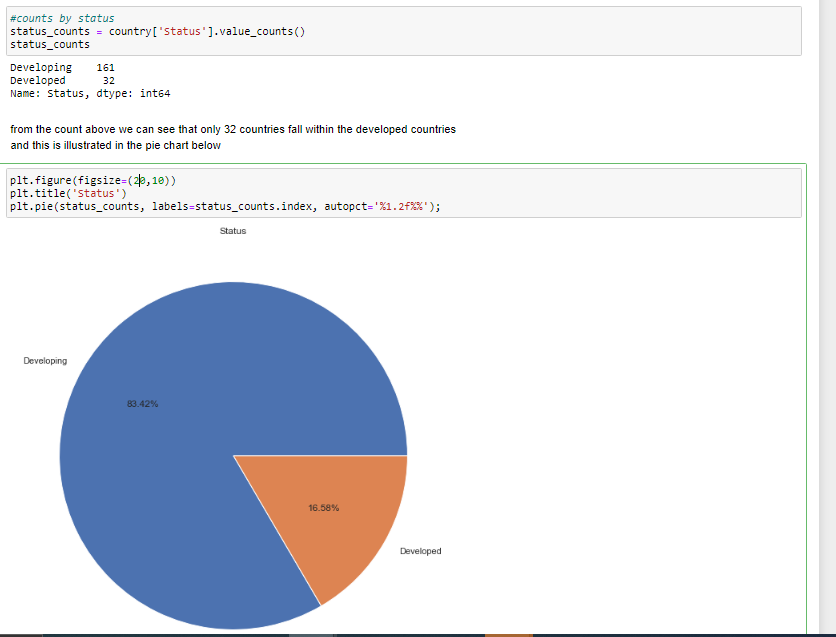 #counts by status
status_counts = country['Status'].value_counts()
status_counts
Developing    161
Developed      32
Name: Status, dtype: int64
from the count above we can see that only 32 countries fall within the developed countries
and this is illustrated in the pie chart below
plt.figure(figsize=(20,10))
plt.title('Status')
plt.pie(status_counts, labels=status_counts.index, autopct='%1.2f%%');
Status
Developing
83.42%
16.58%
Developed